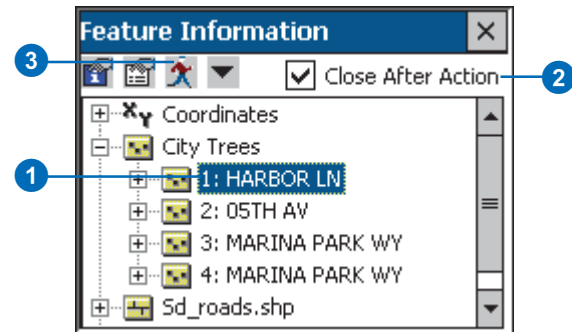 Feature Information
3
Close After Action
2
XY Coordinates
City Trees
1
1: HARBOR LN
2: 05TH AV
3: MARINA PARK WY
4: MARINA PARK WY
Sd_roads.shp